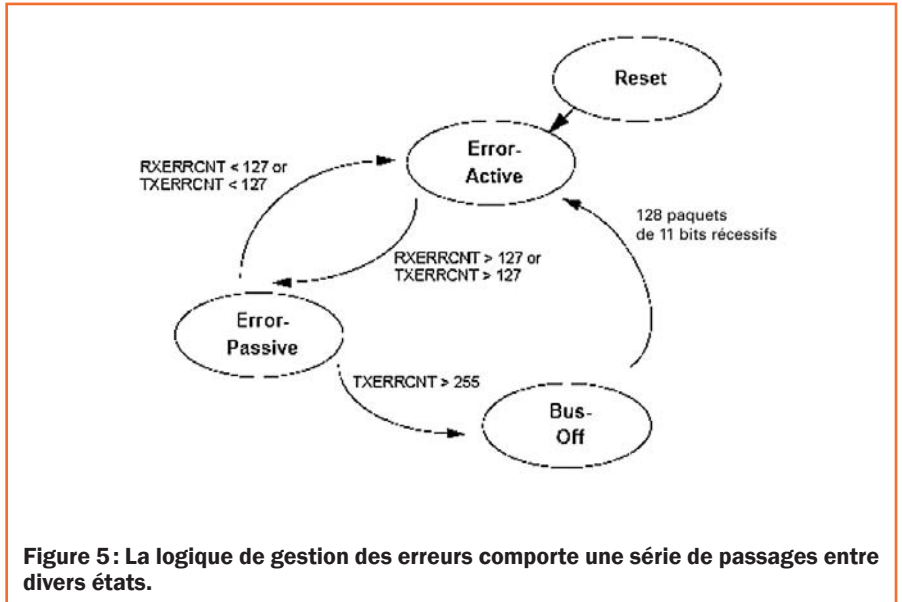 Reset
Error-
Active
RXERRCNT < 127 or
TXERRCNT < 127
128 paquets
de 11 bits récessifs
RXERRCNT > 127 or
TXERRCNT > 127
Error-
Passive
TXERRCNT > 255
Bus-
Off
Figure 5 : La logique de gestion des erreurs comporte une série de passages entre
divers états.